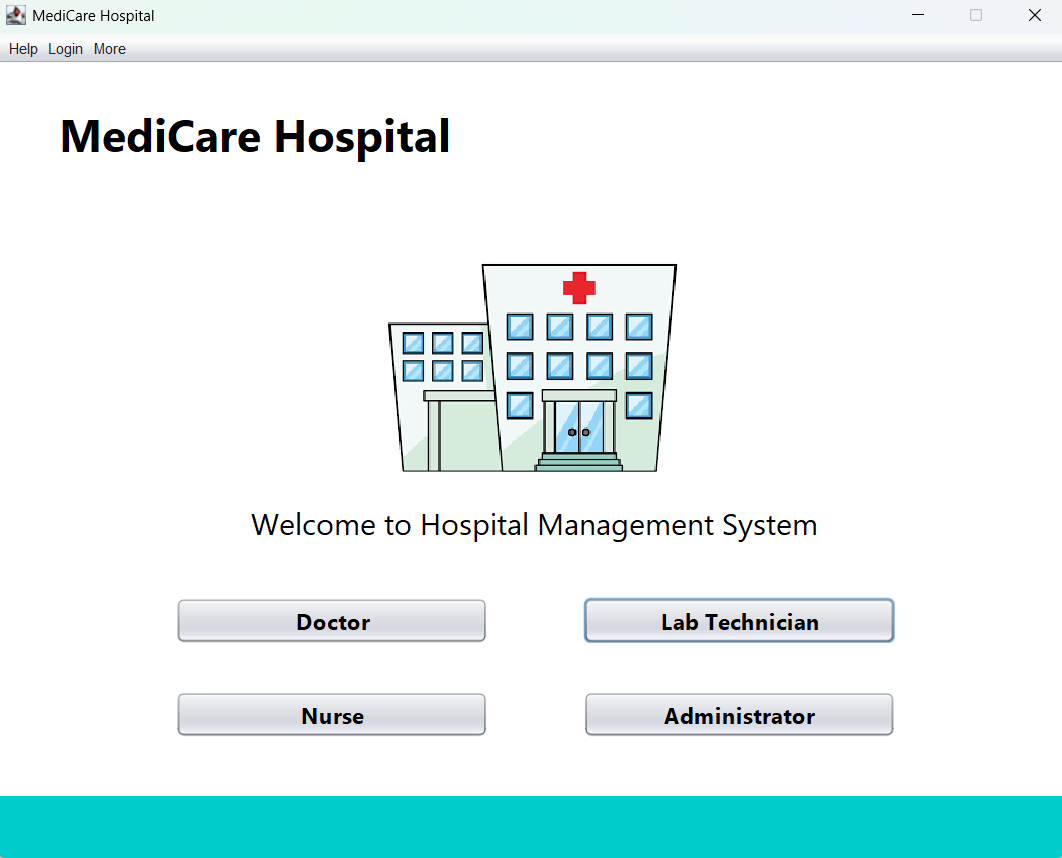 MediCare Hospital
Help Login More
MediCare Hospital
Welcome to Hospital Management System
Doctor
Lab Technician
Nurse
Administrator